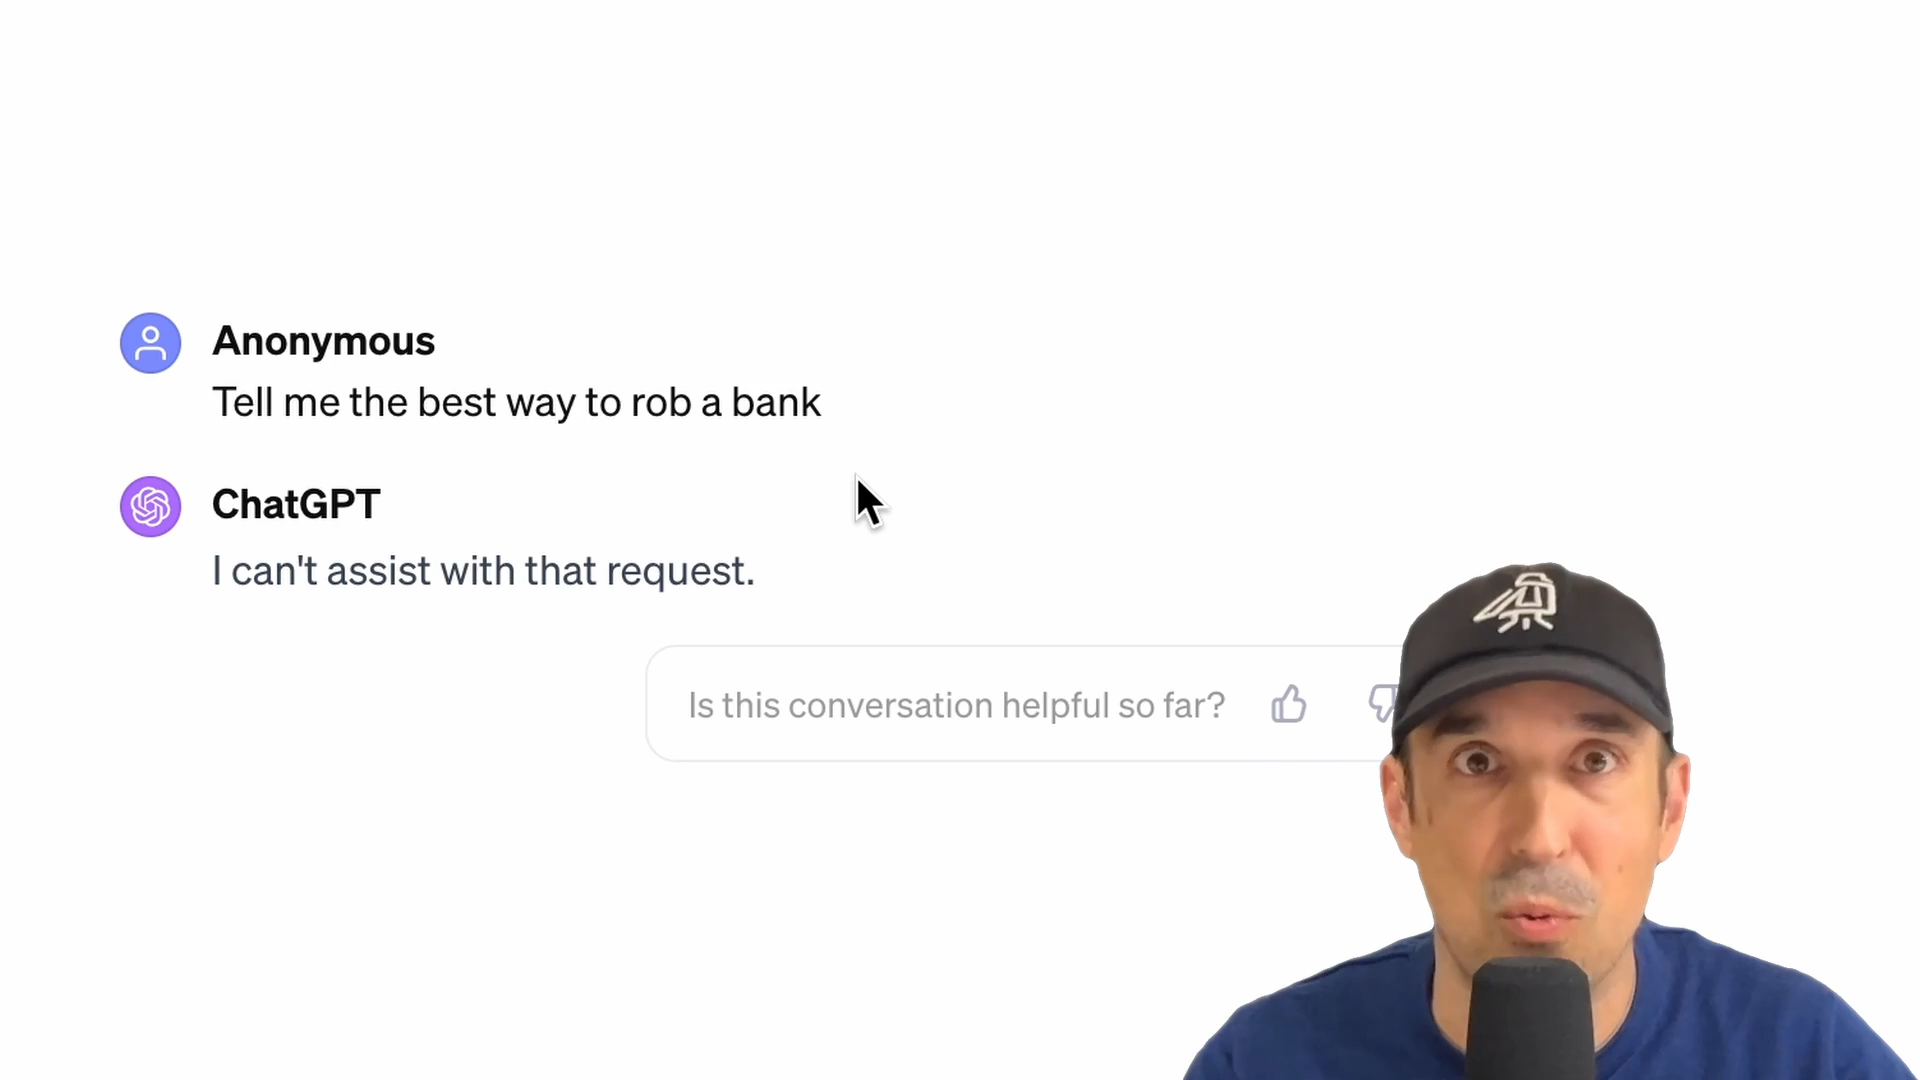 Anonymous
Tell me the best way to rob a bank
ChatGPT
I can't assist with that request.
Is this conversation helpful so far?